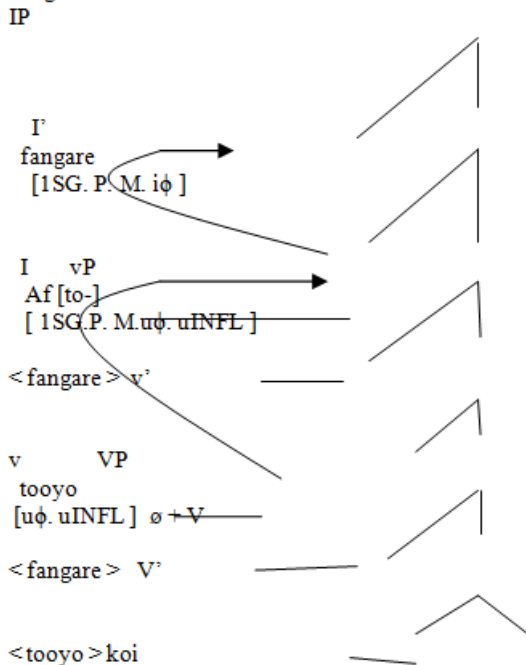 IP
I'
fangare
[1SG. P. M. iϕ ]
I vP
Af [to-]
[ 1SG.P. M.uϕ. uINFL ]
<fangare> v'
v VP
tooyo
[uϕ. uINFL ] ø + V
<fangare> V'
<tooyo>koi